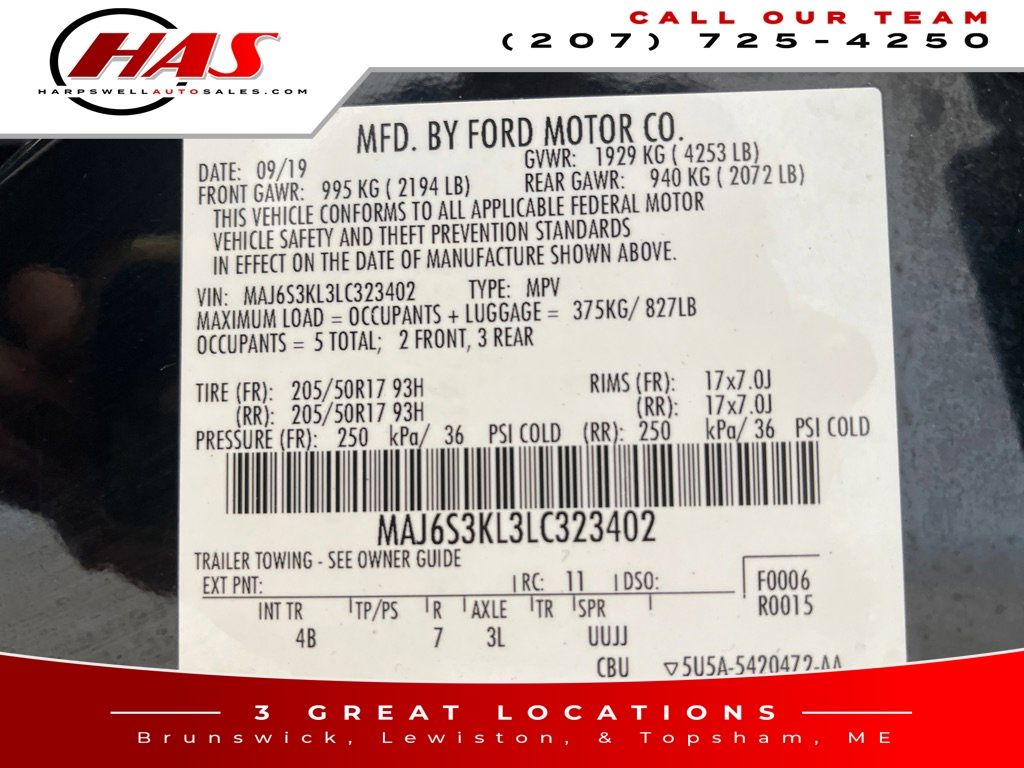 HAS
HARPSWELLAUTOSALES.COM
CALL OUR TEAM
(207) 725-4250
MFD. BY FORD MOTOR CO.
DATE: 09/19 GVWR: 1929 KG ( 4253 LB)
FRONT GAWR: 995 KG ( 2194 LB) REAR GAWR: 940 KG ( 2072 LB)
THIS VEHICLE CONFORMS TO ALL APPLICABLE FEDERAL MOTOR
VEHICLE SAFETY AND THEFT PREVENTION STANDARDS
IN EFFECT ON THE DATE OF MANUFACTURE SHOWN ABOVE.
VIN: MAJ6S3KL3LC323402 TYPE: MPV
MAXIMUM LOAD = OCCUPANTS + LUGGAGE = 375KG/ 827LB
OCCUPANTS = 5 TOTAL; 2 FRONT, 3 REAR
TIRE (FR): 205/50R17 93H RIMS (FR): 17x7.0J
(RR): 205/50R17 93H (RR): 17x7.0J
PRESSURE (FR): 250 kPa/ 36 PSI COLD (RR): 250 kPa/ 36 PSI COLD
MAJ6S3KL3LC323402
TRAILER TOWING - SEE OWNER GUIDE
EXT PNT: RC: 11 DSO: F0006
R0015
INT TR TP/PS R AXLE TR SPR
4B 7 3L UUJJ
CBU ▽5U5A-5420472-AA
3 GREAT LOCATIONS
Brunswick, Lewiston, & Topsham, ME